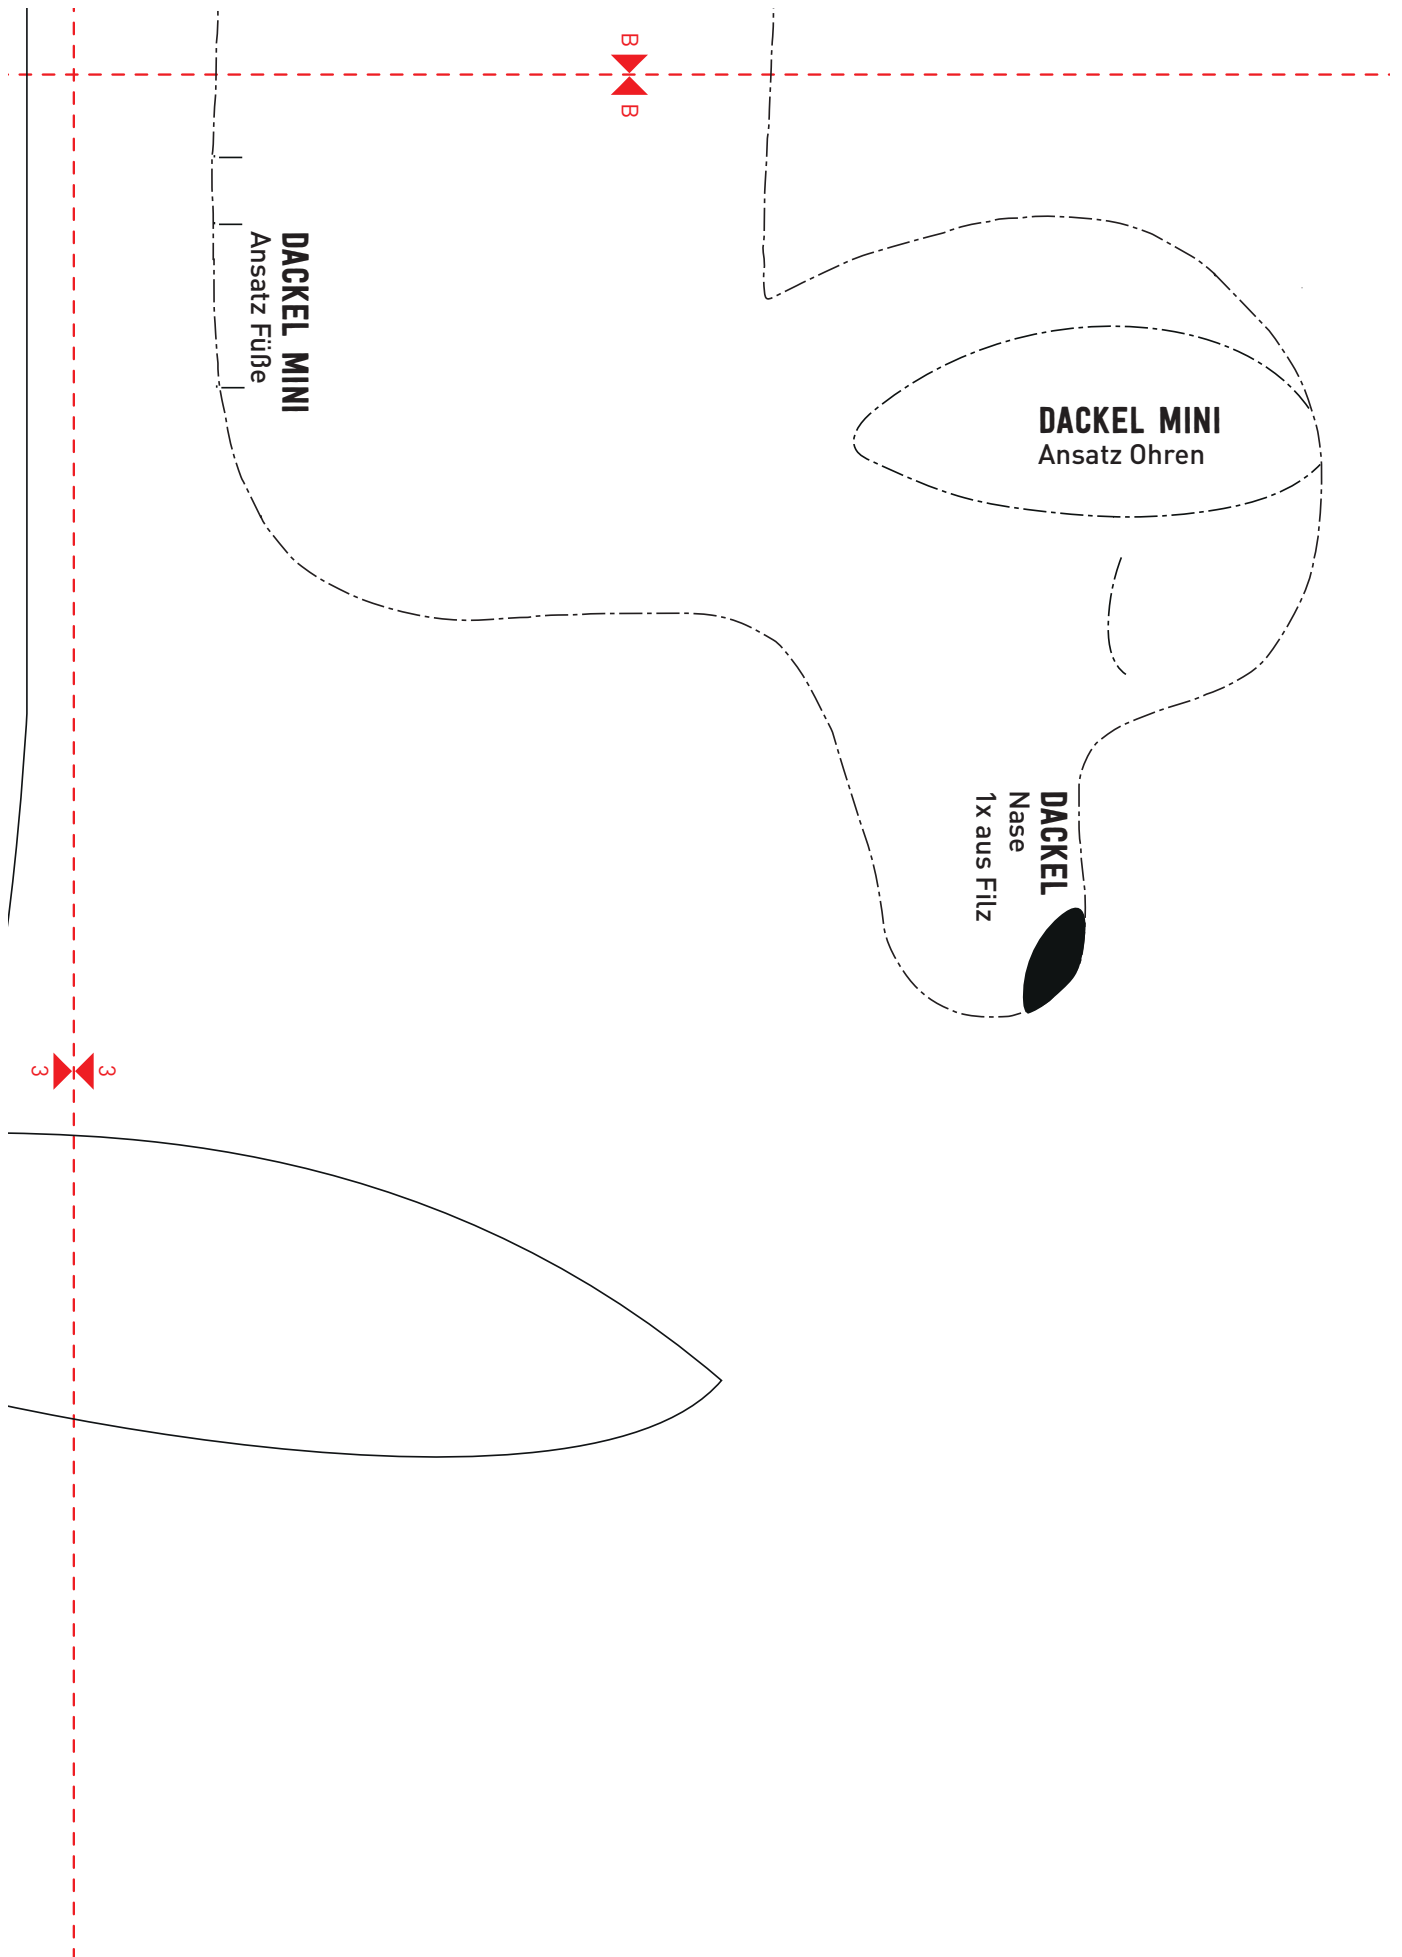 B
B
DACKEL MINI
Ansatz Füße
DACKEL MINI
Ansatz Ohren
DACKEL
Nase
1x aus Filz
3
3